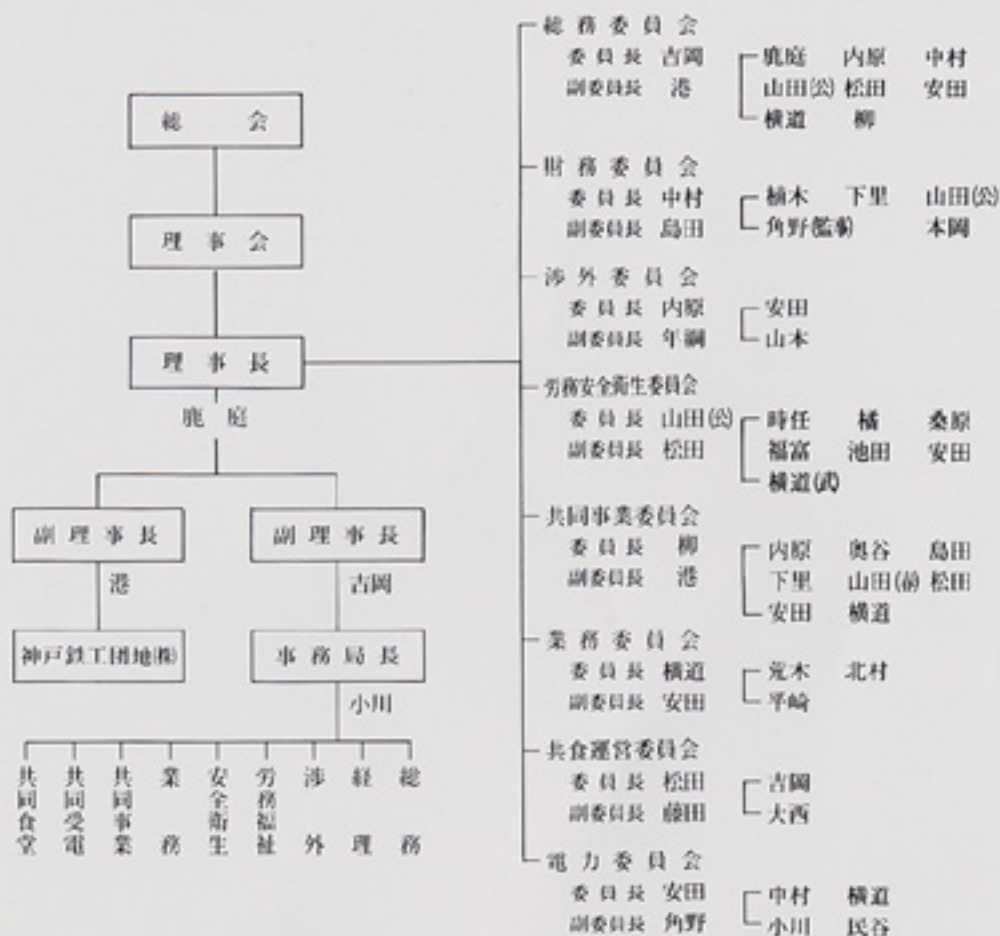 総会
理事会
理事長
鹿庭
副理事長 副理事長
港 吉岡
神戸鉄工団地(株) 事務局長
小川
共同食堂
共同受電
共同事業
業務
安全衛生
労務福祉
渉外
経理
総務
総務委員会
委員長 吉岡 鹿庭 内原 中村
副委員長 港 山田(公) 松田 安田
横道 柳
財務委員会
委員長 中村 植木 下里 山田(公)
副委員長 島田 角野(監事) 本岡
渉外委員会
委員長 内原 安田
副委員長 年綱 山本
労務安全衛生委員会
委員長 山田(公) 時任 橘 桑原
副委員長 松田 福富 池田 安田
横道(武)
共同事業委員会
委員長 柳 内原 奥谷 島田
副委員長 港 下里 山田 松田
安田 横道
業務委員会
委員長 横道 荒木 北村
副委員長 安田 平崎
共食運営委員会
委員長 松田 吉岡
副委員長 藤田 大西
電力委員会
委員長 安田 中村 横道
副委員長 角野 小川 民谷